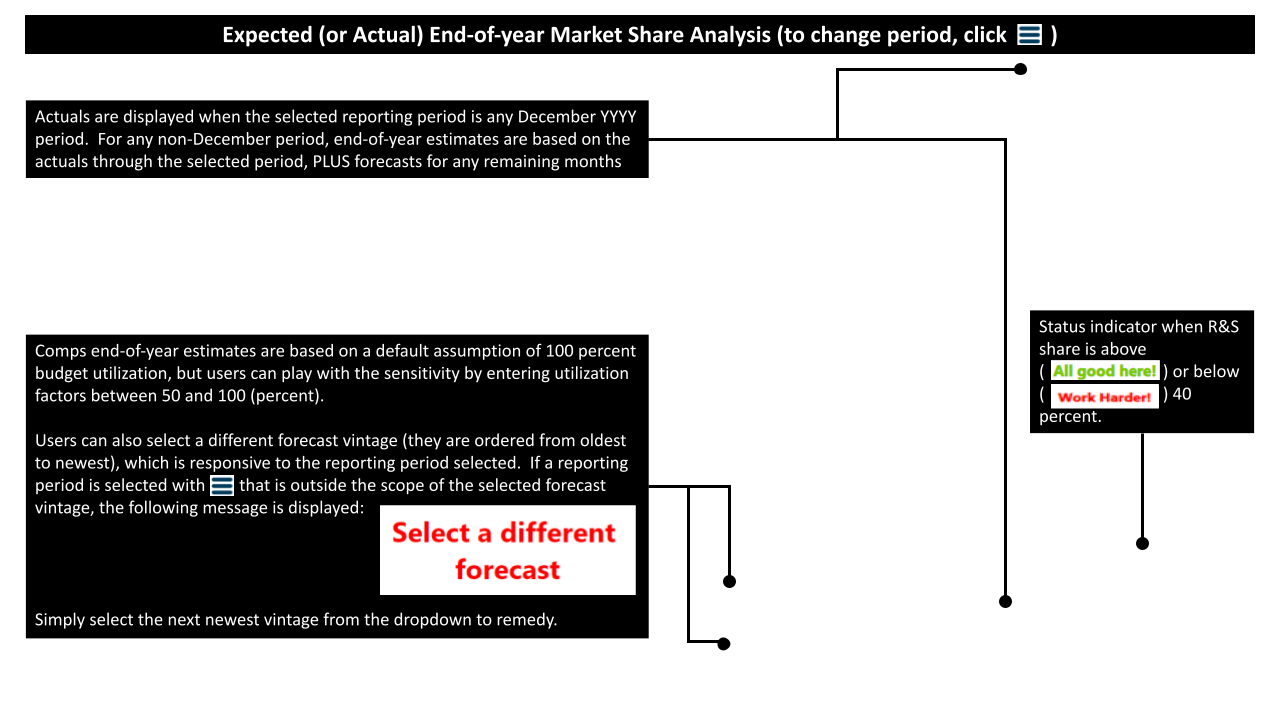 Expected (or Actual) End-of-year Market Share Analysis (to change period, click )
Actuals are displayed when the selected reporting period is any December YYYY
period.  For any non-December period, end-of-year estimates are based on the
actuals through the selected period, PLUS forecasts for any remaining months
Status indicator when R&S
share is above
( All good here! ) or below
( Work Harder! ) 40
percent.
Comps end-of-year estimates are based on a default assumption of 100 percent
budget utilization, but users can play with the sensitivity by entering utilization
factors between 50 and 100 (percent).
Users can also select a different forecast vintage (they are ordered from oldest
to newest), which is responsive to the reporting period selected.  If a reporting
period is selected with that is outside the scope of the selected forecast
vintage, the following message is displayed:
Select a different
forecast
Simply select the next newest vintage from the dropdown to remedy.